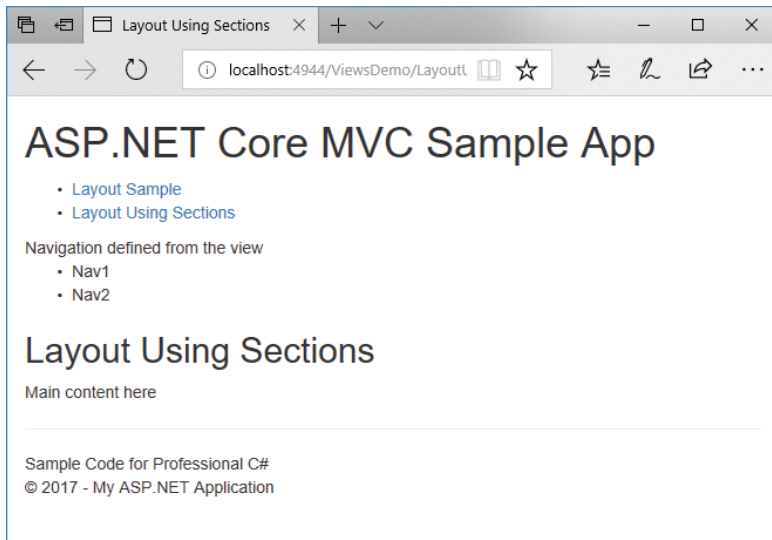 Layout Using Sections
localhost:4944/ViewsDemo/Layout
ASP.NET Core MVC Sample App
• Layout Sample
• Layout Using Sections
Navigation defined from the view
• Nav1
• Nav2
Layout Using Sections
Main content here
Sample Code for Professional C#
© 2017 - My ASP.NET Application